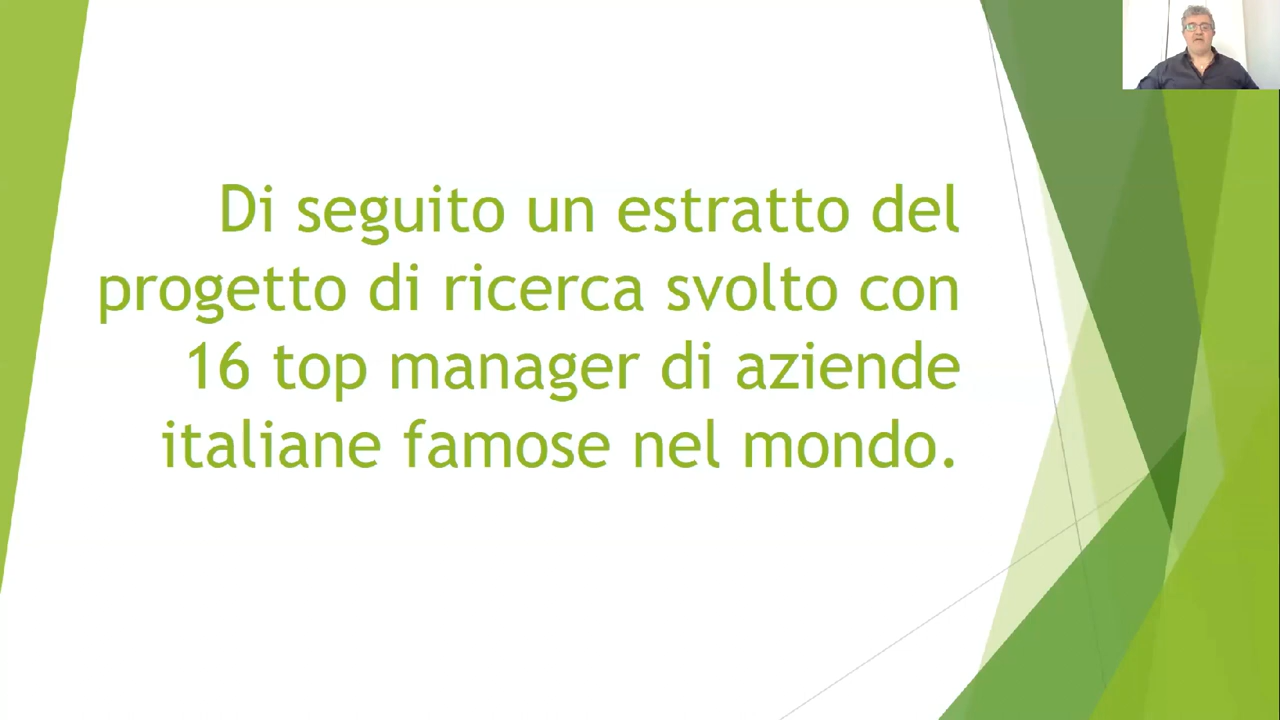 Di seguito un estratto del
progetto di ricerca svolto con
16 top manager di aziende
italiane famose nel mondo.